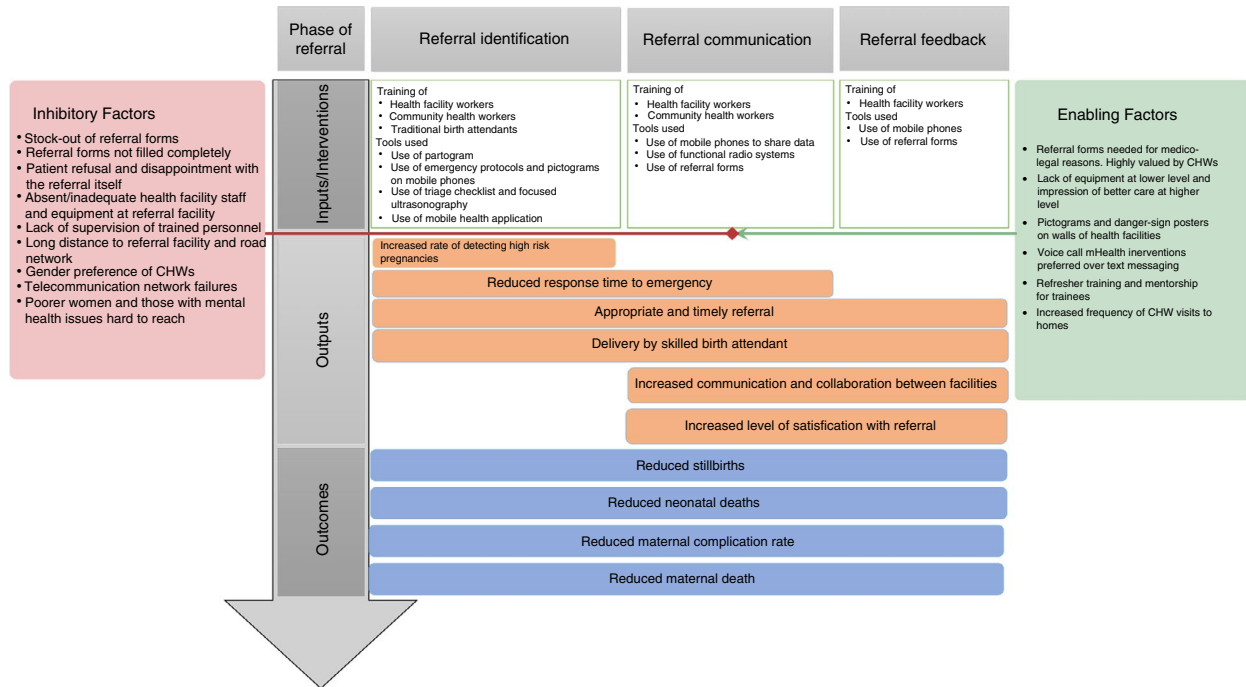 Phase of
referral
Referral identification
Referral communication
Referral feedback
Inhibitory Factors
• Stock-out of referral forms
• Referral forms not filled completely
• Patient refusal and disappointment with
the referral itself
• Absent/inadequate health facility staff
and equipment at referral facility
• Lack of supervision of trained personnel
• Long distance to referral facility and road
network
• Gender preference of CHWs
• Telecommunication network failures
• Poorer women and those with mental
health issues hard to reach
Inputs/Interventions
Training of
• Health facility workers
• Community health workers
• Traditional birth attendants
Tools used
• Use of partogram
• Use of emergency protocols and pictograms
on mobile phones
• Use of triage checklist and focused
ultrasonography
• Use of mobile health application
Training of
• Health facility workers
• Community health workers
Tools used
• Use of mobile phones to share data
• Use of functional radio systems
• Use of referral forms
Training of
• Health facility workers
Tools used
• Use of mobile phones
• Use of referral forms
Enabling Factors
• Referral forms needed for medico-
legal reasons. Highly valued by CHWs
• Lack of equipment at lower level and
impression of better care at higher
level
• Pictograms and danger-sign posters
on walls of health facilities
• Voice call mHealth inerventions
preferred over text messaging
• Refresher training and mentorship
for trainees
• Increased frequency of CHW visits to
homes
Outputs
Increased rate of detecting high risk
pregnancies
Reduced response time to emergency
Appropriate and timely referral
Delivery by skilled birth attendant
Increased communication and collaboration between facilities
Increased level of satisfication with referral
Outcomes
Reduced stillbirths
Reduced neonatal deaths
Reduced maternal complication rate
Reduced maternal death